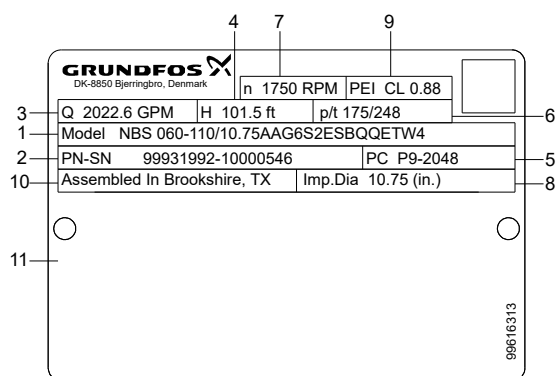 4 7 9
GRUNDFOS
DK-8850 Bjerringbro, Denmark
n 1750 RPM PEI CL 0.88
3 Q 2022.6 GPM H 101.5 ft p/t 175/248 6
1 Model NBS 060-110/10.75AAG6S2ESBQQETW4
2 PN-SN 99931992-10000546 PC P9-2048 5
10 Assembled In Brookshire, TX Imp.Dia 10.75 (in.) 8
11
99616313